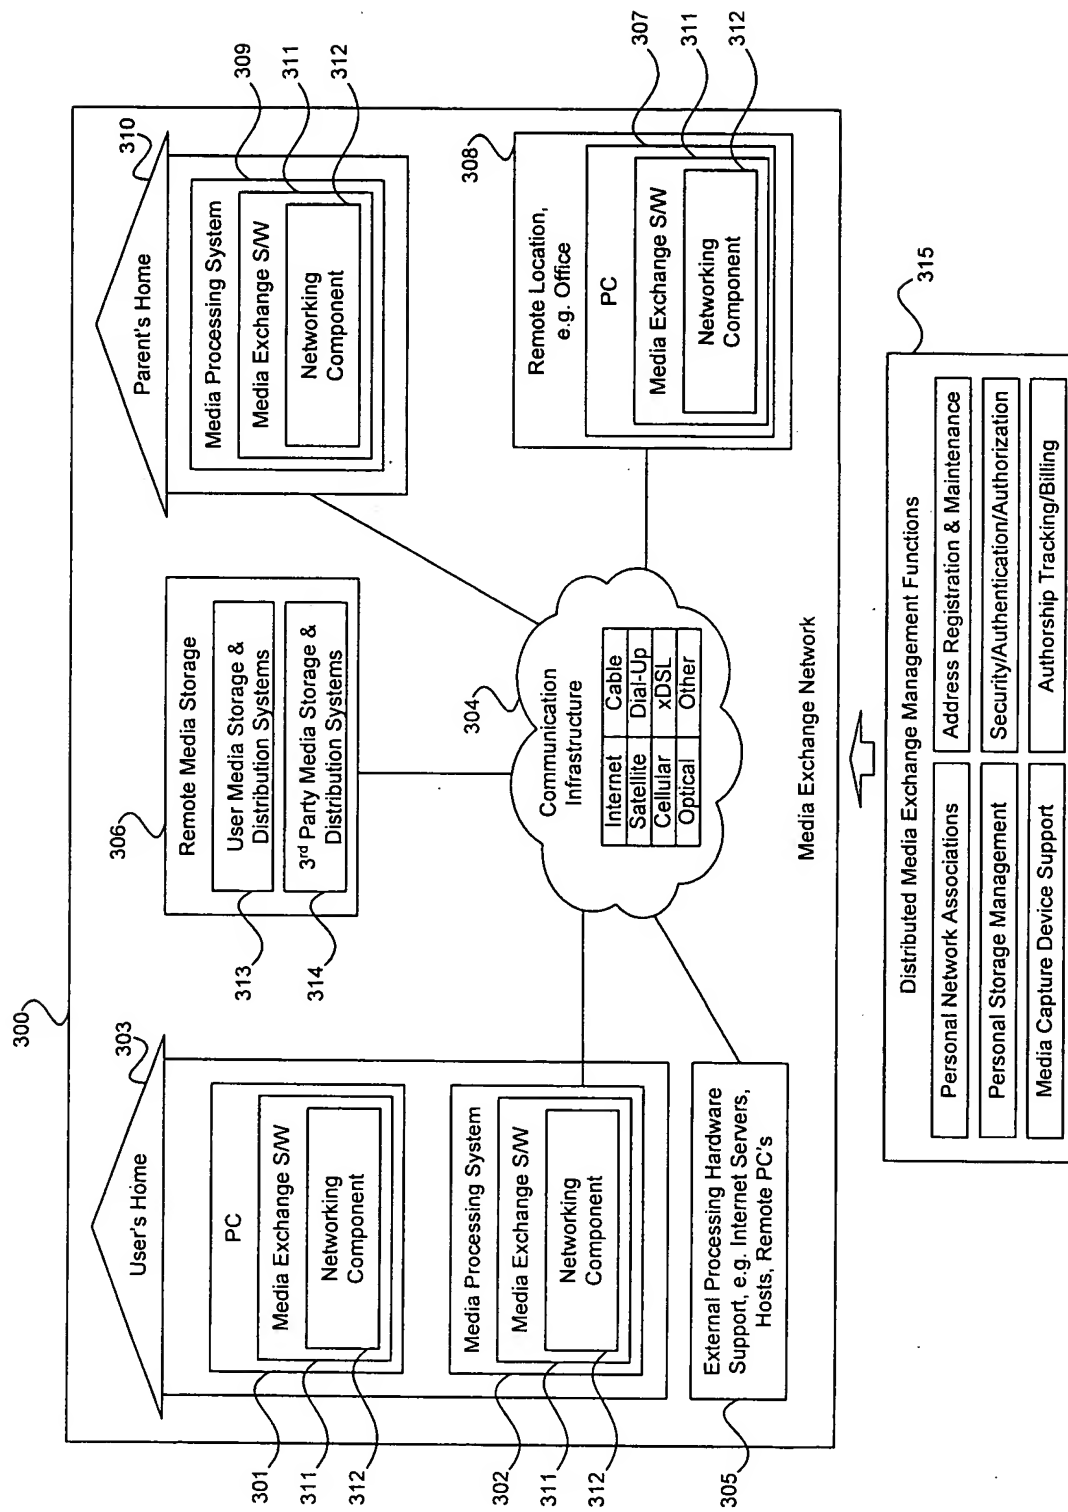 300
User's Home
303
PC
Media Exchange S/W
Networking
Component
301
311
312
Media Processing System
Media Exchange S/W
Networking
Component
302
311
312
External Processing Hardware
Support, e.g. Internet Servers,
Hosts, Remote PC's
305
306
Remote Media Storage
User Media Storage &
Distribution Systems
3rd Party Media Storage &
Distribution Systems
313
314
304
Communication
Infrastructure
Internet Cable
Satellite Dial-Up
Cellular xDSL
Optical Other
Media Exchange Network
Parent's Home
310
309
311
312
Media Processing System
Media Exchange S/W
Networking
Component
308
Remote Location,
e.g. Office
307
311
312
PC
Media Exchange S/W
Networking
Component
315
Distributed Media Exchange Management Functions
Personal Network Associations Address Registration & Maintenance
Personal Storage Management Security/Authentication/Authorization
Media Capture Device Support Authorship Tracking/Billing